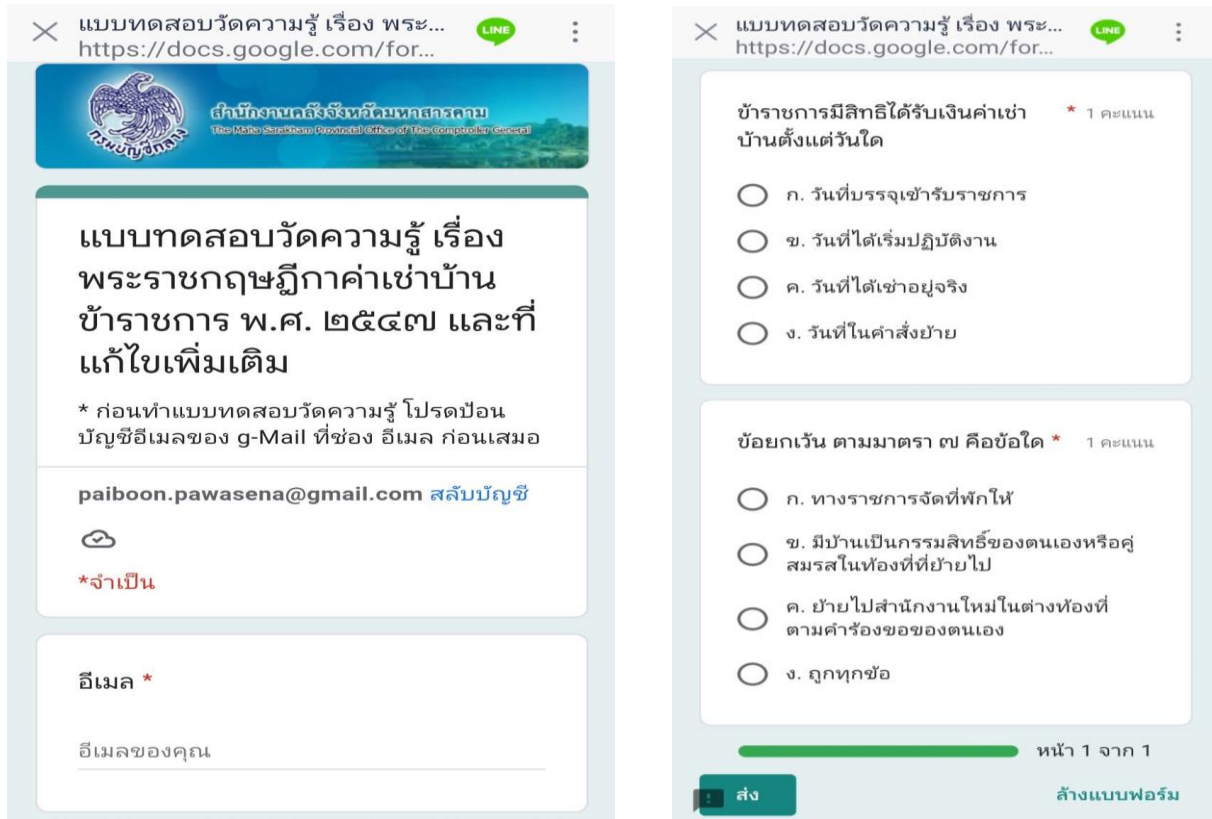 แบบทดสอบวัดความรู้ เรื่อง พระ...
https://docs.google.com/for...
LINE
กรมบัญชีกลาง
สำนักงานคลังจังหวัดมหาสารคาม
The Maha Sarakham Provincial Office of The Comptroller General
แบบทดสอบวัดความรู้ เรื่อง
พระราชกฤษฎีกาค่าเช่าบ้าน
ข้าราชการ พ.ศ. ๒๕๔๗ และที่
แก้ไขเพิ่มเติม
* ก่อนทำแบบทดสอบวัดความรู้ โปรดป้อน
บัญชีอีเมลของ g-Mail ที่ช่อง อีเมล ก่อนเสมอ
paiboon.pawasena@gmail.com สลับบัญชี
*จำเป็น
อีเมล *
อีเมลของคุณ
แบบทดสอบวัดความรู้ เรื่อง พระ...
https://docs.google.com/for...
LINE
ข้าราชการมีสิทธิได้รับเงินค่าเช่า * 1 คะแนน
บ้านตั้งแต่วันใด
ก. วันที่บรรจุเข้ารับราชการ
ข. วันที่ได้เริ่มปฏิบัติงาน
ค. วันที่ได้เช่าอยู่จริง
ง. วันที่ในคำสั่งย้าย
ข้อยกเว้น ตามมาตรา ๗ คือข้อใด * 1 คะแนน
ก. ทางราชการจัดที่พักให้
ข. มีบ้านเป็นกรรมสิทธิ์ของตนเองหรือคู่
สมรสในท้องที่ที่ย้ายไป
ค. ย้ายไปสำนักงานใหม่ในต่างท้องที่
ตามคำร้องขอของตนเอง
ง. ถูกทุกข้อ
หน้า 1 จาก 1
ส่ง
ล้างแบบฟอร์ม